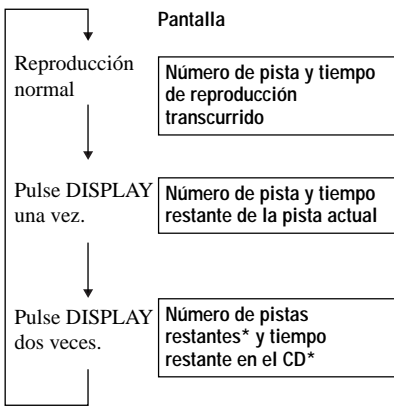 Pantalla
Reproducción
normal
Número de pista y tiempo
de reproducción
transcurrido
Pulse DISPLAY
una vez.
Número de pista y tiempo
restante de la pista actual
Pulse DISPLAY
dos veces.
Número de pistas
restantes* y tiempo
restante en el CD*